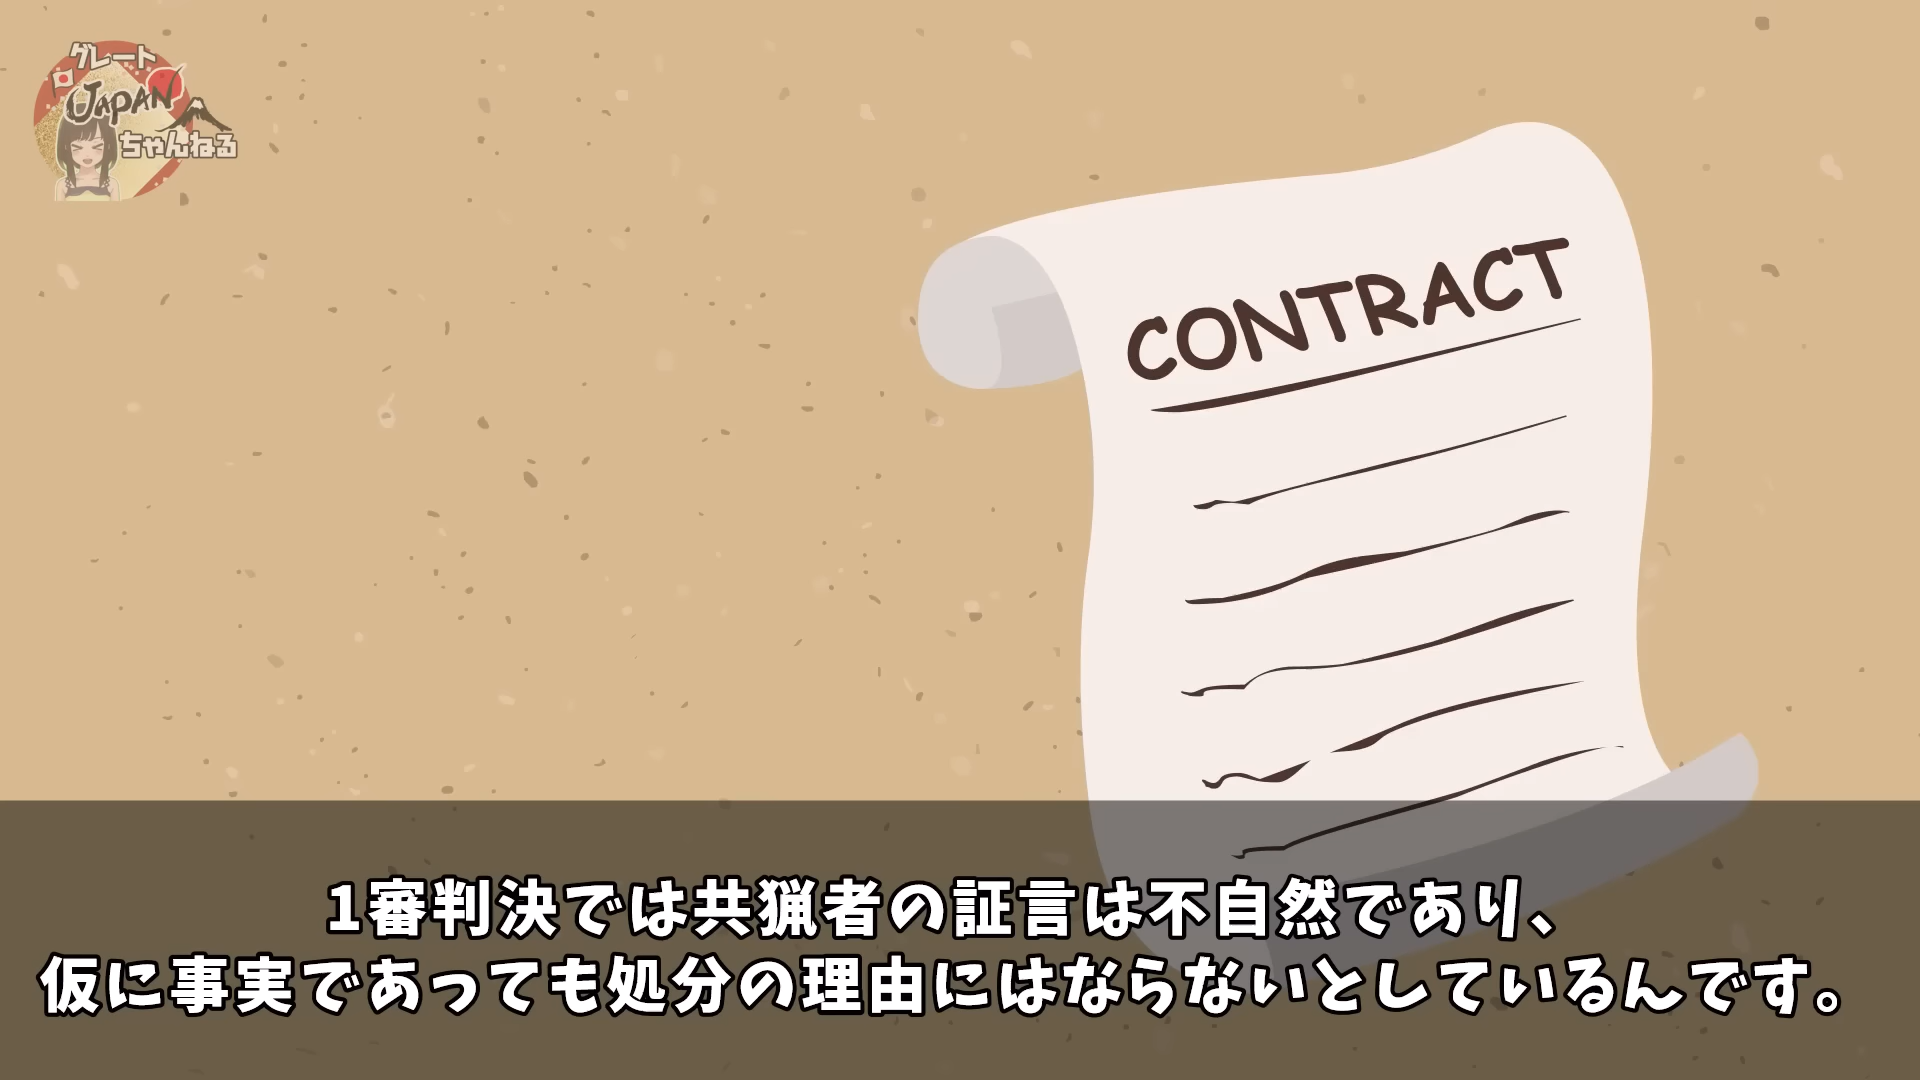 グレート
JAPAN
ちゃんねる
CONTRACT
1審判決では共猟者の証言は不自然であり、
仮に事実であっても処分の理由にはならないとしているんです。